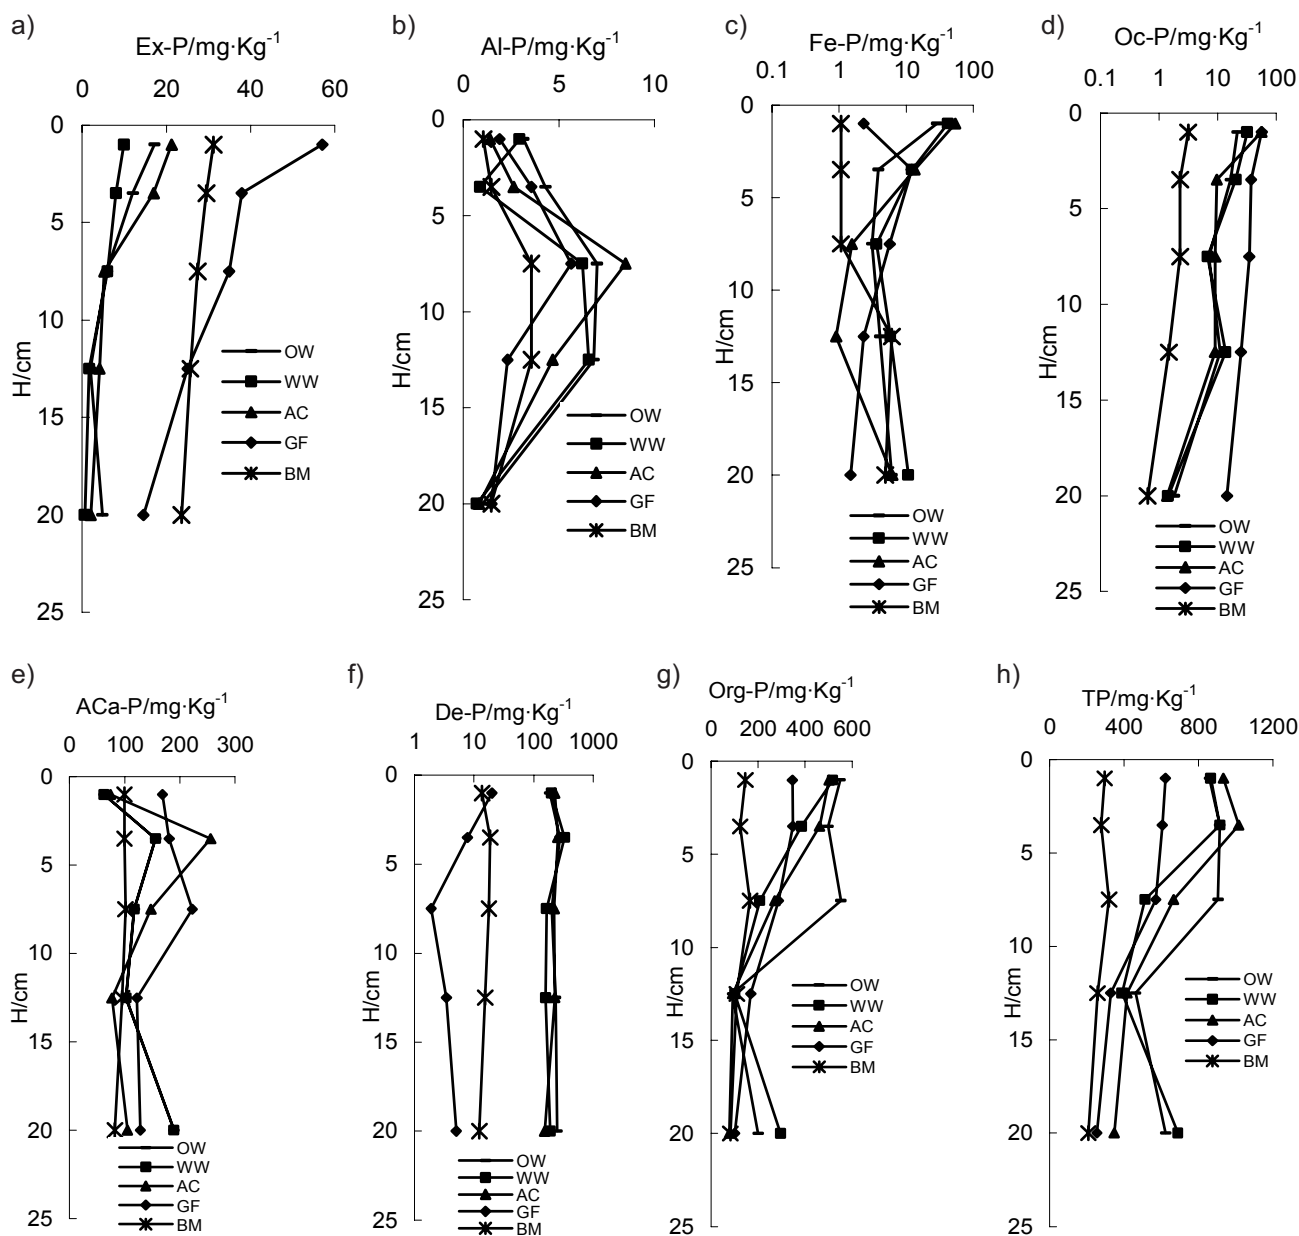 a)
Ex-P/mg·Kg-1
0 20 40 60
0
5
10
15
20
25
H/cm
OW
WW
AC
GF
BM
b)
Al-P/mg·Kg-1
0 5 10
0
5
10
15
20
25
H/cm
OW
WW
AC
GF
BM
c)
Fe-P/mg·Kg-1
0.1 1 10 100
0
5
10
15
20
25
H/cm
OW
WW
AC
GF
BM
d)
Oc-P/mg·Kg-1
0.1 1 10 100
0
5
10
15
20
25
H/cm
OW
WW
AC
GF
BM
e)
ACa-P/mg·Kg-1
0 100 200 300
0
5
10
15
20
25
H/cm
OW
WW
AC
GF
BM
f)
De-P/mg·Kg-1
1 10 100 1000
0
5
10
15
20
25
H/cm
OW
WW
AC
GF
BM
g)
Org-P/mg·Kg-1
0 200 400 600
0
5
10
15
20
25
H/cm
OW
WW
AC
GF
BM
h)
TP/mg·Kg-1
0 400 800 1200
0
5
10
15
20
25
H/cm
OW
WW
AC
GF
BM